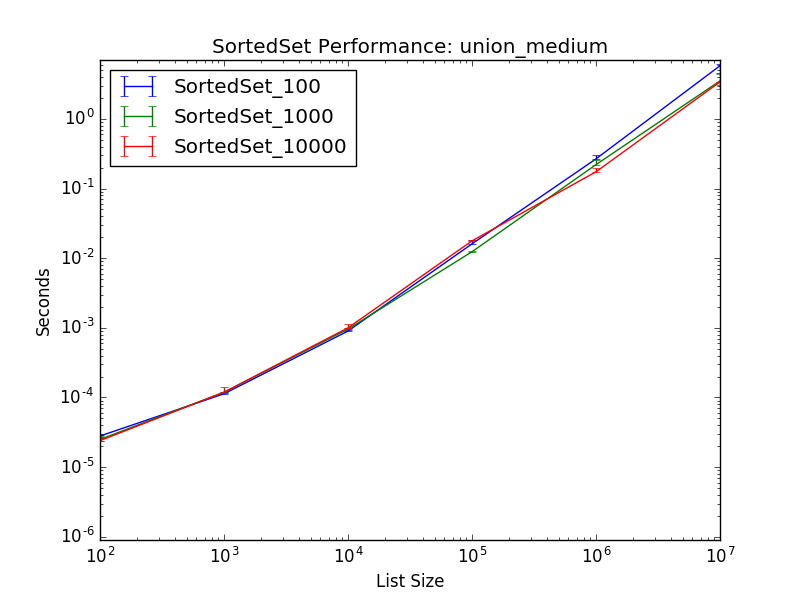 SortedSet Performance: union_medium
SortedSet_100
SortedSet_1000
SortedSet_10000
10^0
10^-1
10^-2
10^-3
10^-4
10^-5
10^-6
Seconds
10^2 10^3 10^4 10^5 10^6 10^7
List Size